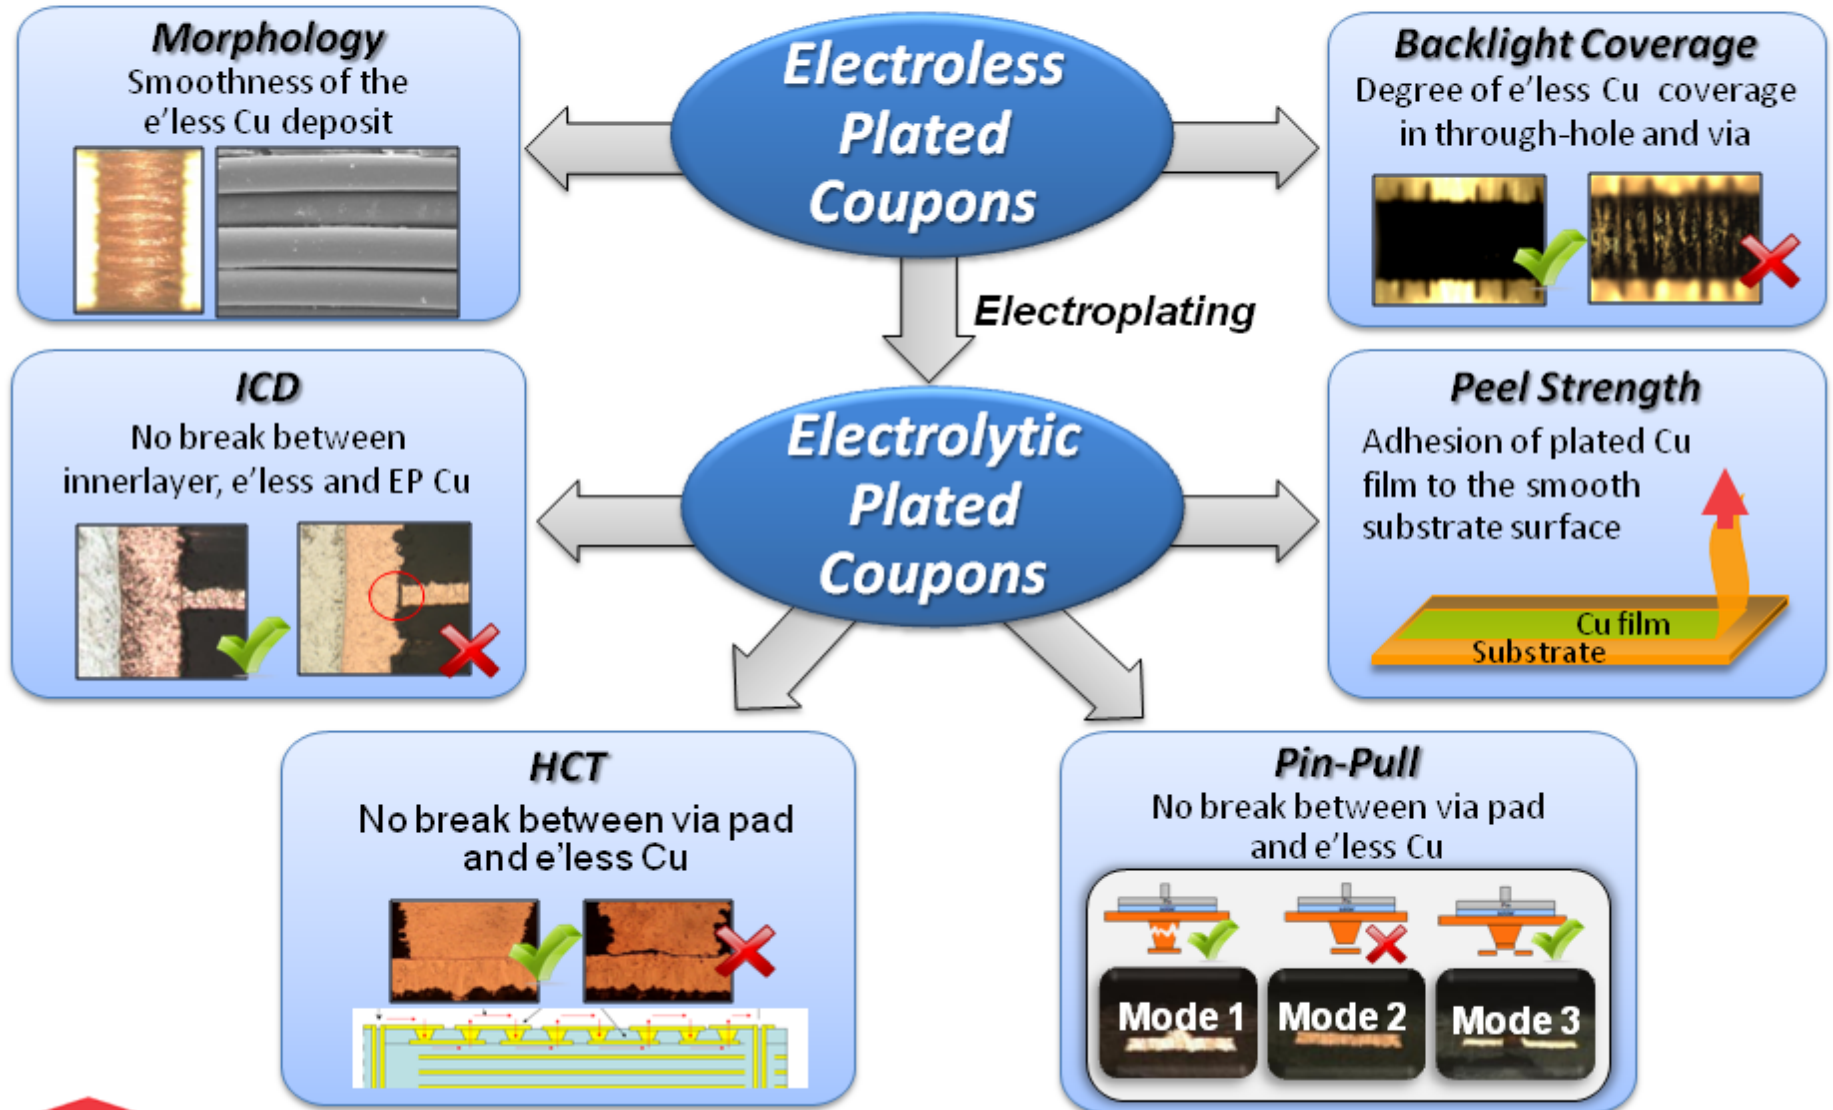 Morphology
Smoothness of the
e'less Cu deposit
Electroless
Plated
Coupons
Backlight Coverage
Degree of e'less Cu coverage
in through-hole and via
Electroplating
ICD
No break between
innerlayer, e'less and EP Cu
Electrolytic
Plated
Coupons
Peel Strength
Adhesion of plated Cu
film to the smooth
substrate surface
Cu film
Substrate
HCT
No break between via pad
and e'less Cu
Pin-Pull
No break between via pad
and e'less Cu
Mode 1
Mode 2
Mode 3